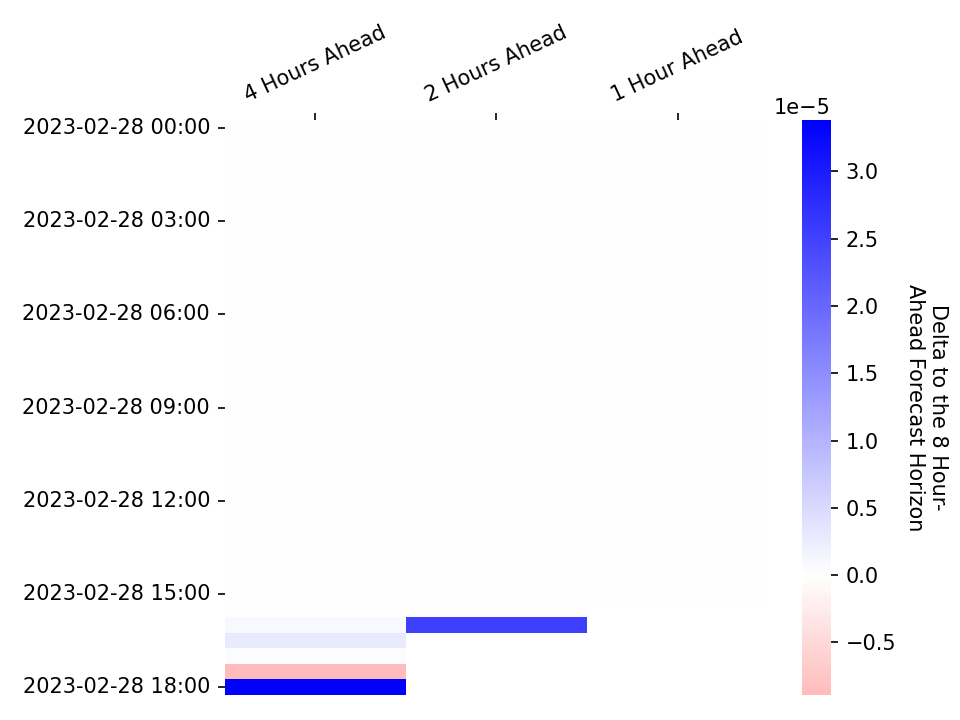 4 Hours Ahead
2 Hours Ahead
1 Hour Ahead
1e−5
2023-02-28 00:00
2023-02-28 03:00
2023-02-28 06:00
2023-02-28 09:00
2023-02-28 12:00
2023-02-28 15:00
2023-02-28 18:00
3.0
2.5
2.0
1.5
1.0
0.5
0.0
−0.5
Delta to the 8 Hour-
Ahead Forecast Horizon